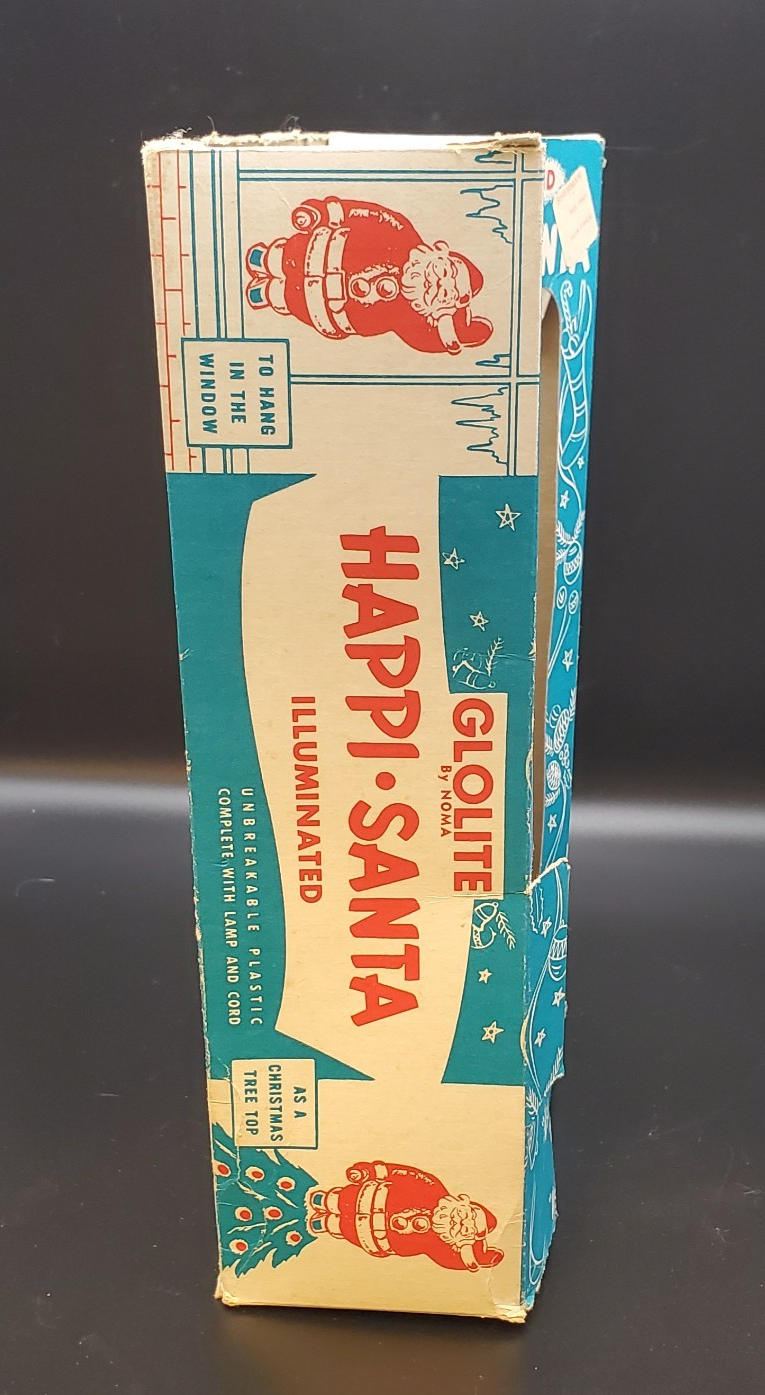 TO HANG
IN THE
WINDOW
GLOLITE
By NOMA
HAPPI·SANTA
ILLUMINATED
UNBREAKABLE PLASTIC
COMPLETE WITH LAMP AND CORD
AS A
CHRISTMAS
TREE TOP